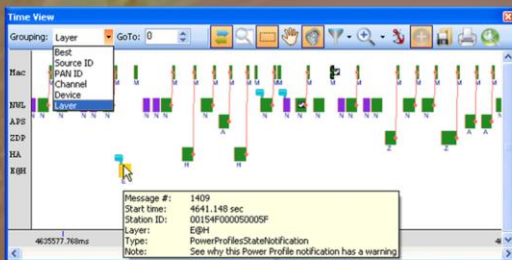 Time View
Grouping: Layer GoTo: 0
Best
Source ID
PAN ID
Channel
Device
Layer
Mac
NWL
APS
ZDP
HA
E@H
Message #: 1409
Start time: 4641.148 sec
Station ID: 00154F000050005F
Layer: E@H
Type: PowerProfilesStateNotification
Note: See why this Power Profile notification has a warning
4635577.768ms